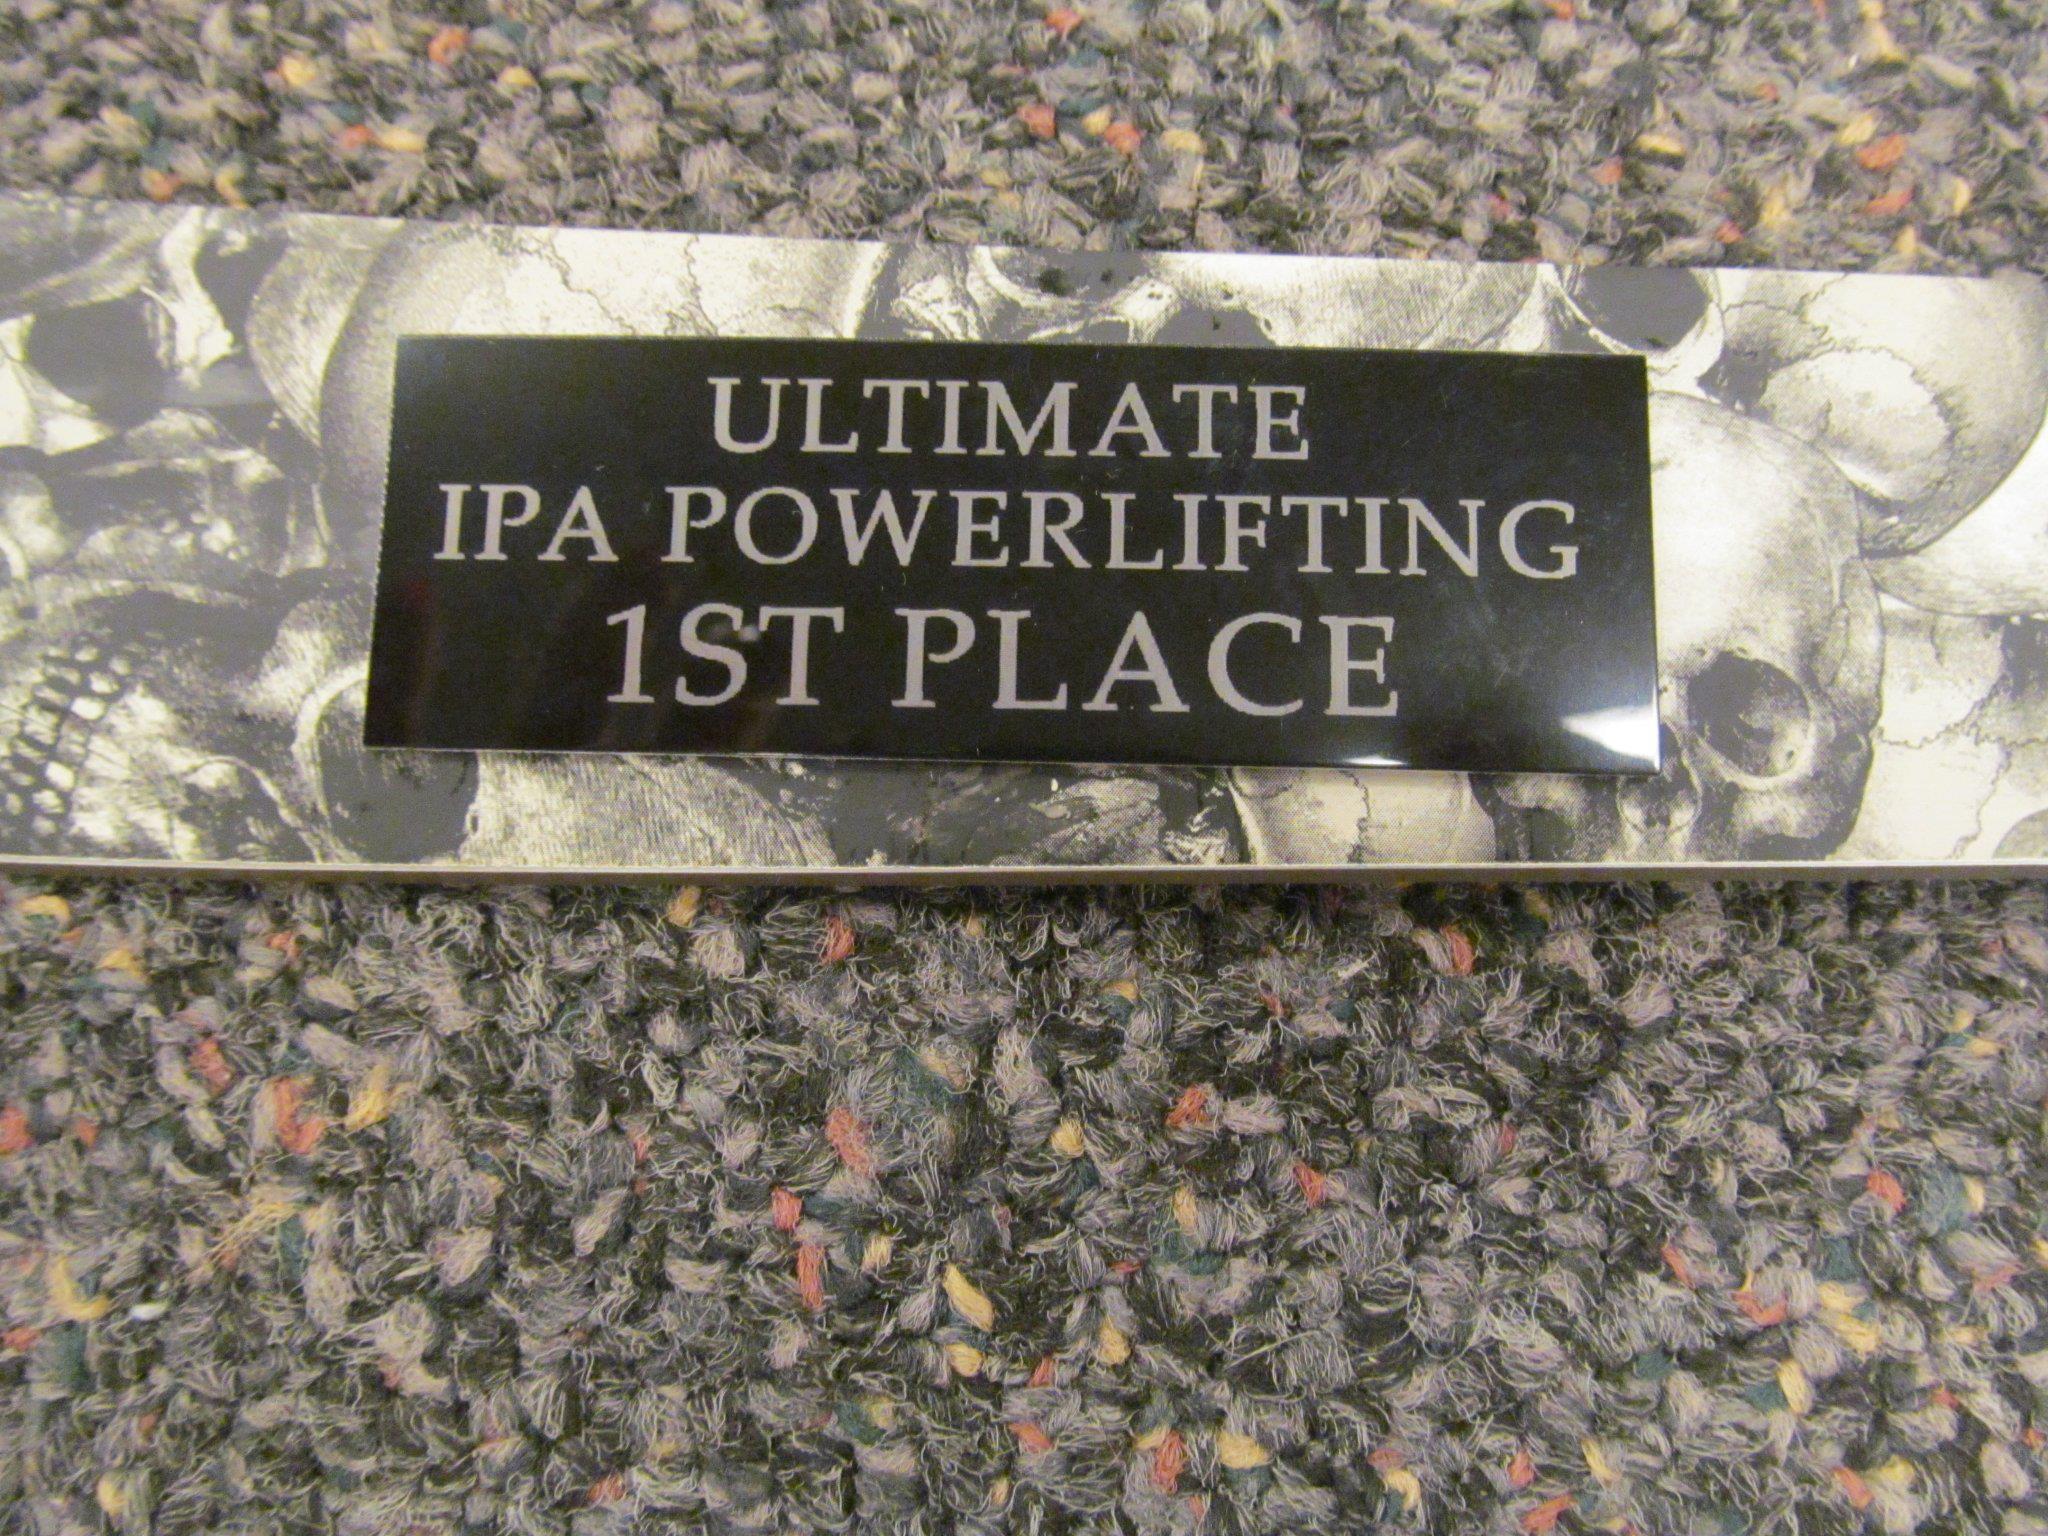 ULTIMATE
IPA POWERLIFTING
1ST PLACE